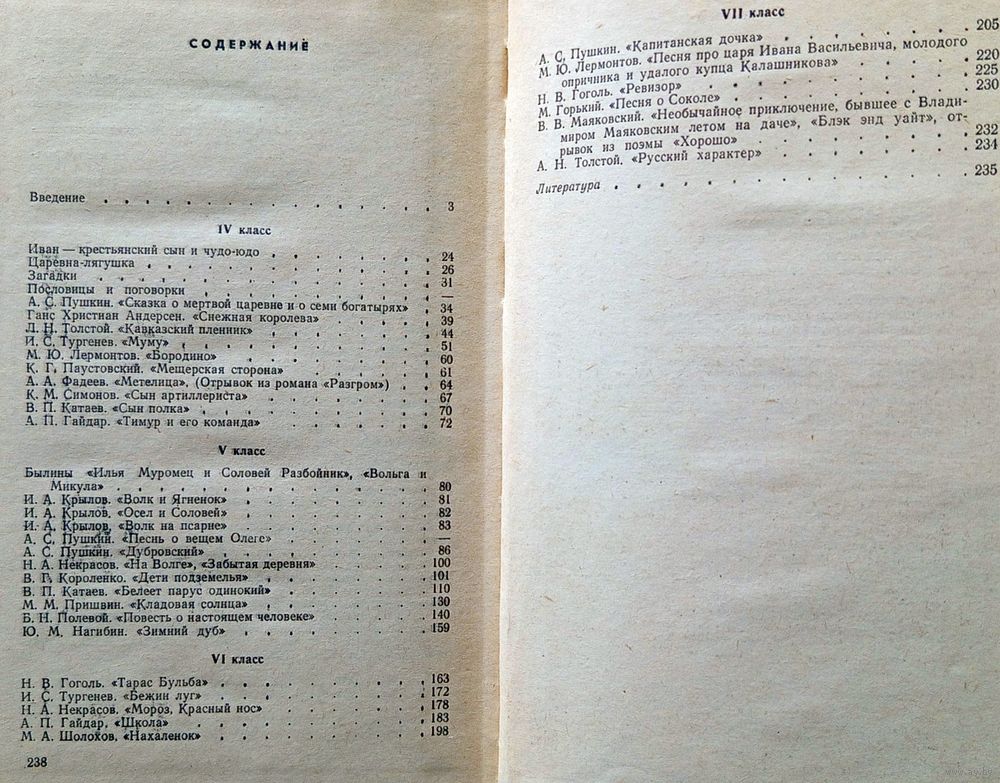 СОДЕРЖАНИЕ
Введение . . . . . . . . . . . . . . 3
IV класс
Иван — крестьянский сын и чудо-юдо . . . . . . 24
Царевна-лягушка . . . . . . . . . . . 26
Загадки . . . . . . . . . . . . . . 31
Пословицы и поговорки . . . . . . . . . —
А. С. Пушкин. «Сказка о мертвой царевне и о семи богатырях» . 34
Ганс Христиан Андерсен. «Снежная королева» . . . . . 39
Л. Н. Толстой. «Кавказский пленник» . . . . . . . 44
И. С. Тургенев. «Муму» . . . . . . . . . . 51
М. Ю. Лермонтов. «Бородино» . . . . . . . . 60
К. Г. Паустовский. «Мещерская сторона» . . . . . . 61
А. А. Фадеев. «Метелица». (Отрывок из романа «Разгром») . . 64
К. М. Симонов. «Сын артиллериста» . . . . . . . 67
В. П. Катаев. «Сын полка» . . . . . . . . . 70
А. П. Гайдар. «Тимур и его команда» . . . . . . . 72
V класс
Былины «Илья Муромец и Соловей Разбойник», «Вольга и
Микула» . . . . . . . . . . . . . 80
И. А. Крылов. «Волк и Ягненок» . . . . . . . . 81
И. А. Крылов. «Осел и Соловей» . . . . . . . . 82
И. А. Крылов. «Волк на псарне» . . . . . . . . 83
А. С. Пушкин. «Песнь о вещем Олеге» . . . . . . —
А. С. Пушкин. «Дубровский» . . . . . . . . . 86
Н. А. Некрасов. «На Волге», «Забытая деревня» . . . . 100
В. Г. Короленко. «Дети подземелья» . . . . . . . 101
В. П. Катаев. «Белеет парус одинокий» . . . . . . 110
М. М. Пришвин. «Кладовая солнца» . . . . . . . 130
Б. Н. Полевой. «Повесть о настоящем человеке» . . . . 140
Ю. М. Нагибин. «Зимний дуб» . . . . . . . . 159
VI класс
Н. В. Гоголь. «Тарас Бульба» . . . . . . . . . 163
И. С. Тургенев. «Бежин луг» . . . . . . . . . 172
Н. А. Некрасов. «Мороз, Красный нос» . . . . . . 178
А. П. Гайдар. «Школа» . . . . . . . . . . 183
М. А. Шолохов. «Нахаленок» . . . . . . . . . 198
238
VII класс
А. С. Пушкин. «Капитанская дочка» . . . . . . . 205
М. Ю. Лермонтов. «Песня про царя Ивана Васильевича, молодого
опричника и удалого купца Калашникова» . . . . . 220
Н. В. Гоголь. «Ревизор» . . . . . . . . . . 225
М. Горький. «Песня о Соколе» . . . . . . . . 230
В. В. Маяковский. «Необычайное приключение, бывшее с Влади-
миром Маяковским летом на даче», «Блэк энд уайт», от-
рывок из поэмы «Хорошо» . . . . . . . . . 232
А. Н. Толстой. «Русский характер» . . . . . . . 234
Литература . . . . . . . . . . . . . 235
www.ay.by